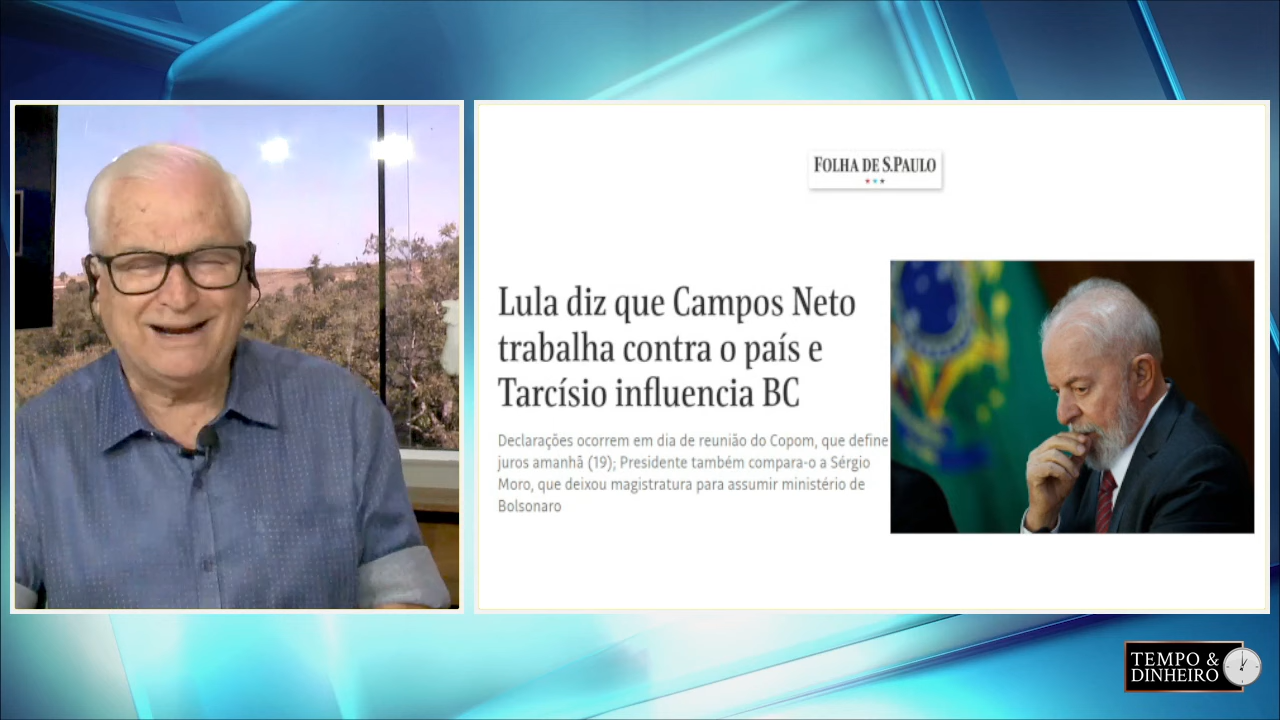 FOLHA DE S.PAULO
Lula diz que Campos Neto
trabalha contra o país e
Tarcísio influencia BC
Declarações ocorrem em dia de reunião do Copom, que define
juros amanhã (19); Presidente também compara-o a Sérgio
Moro, que deixou magistratura para assumir ministério de
Bolsonaro
TEMPO &
DINHEIRO